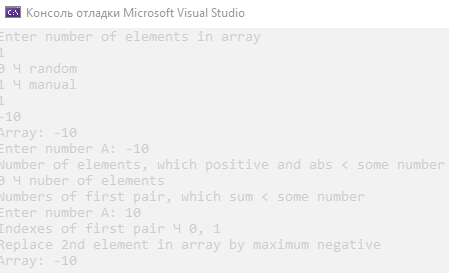 Консоль отладки Microsoft Visual Studio
Enter number of elements in array
1
0 Ч random
1 Ч manual
1
-10
Array: -10
Enter number A: -10
Number of elements, which positive and abs < some number
0 Ч nuber of elements
Numbers of first pair, which sum < some number
Enter number A: 10
Indexes of first pair Ч 0, 1
Replace 2nd element in array by maximum negative
Array: -10